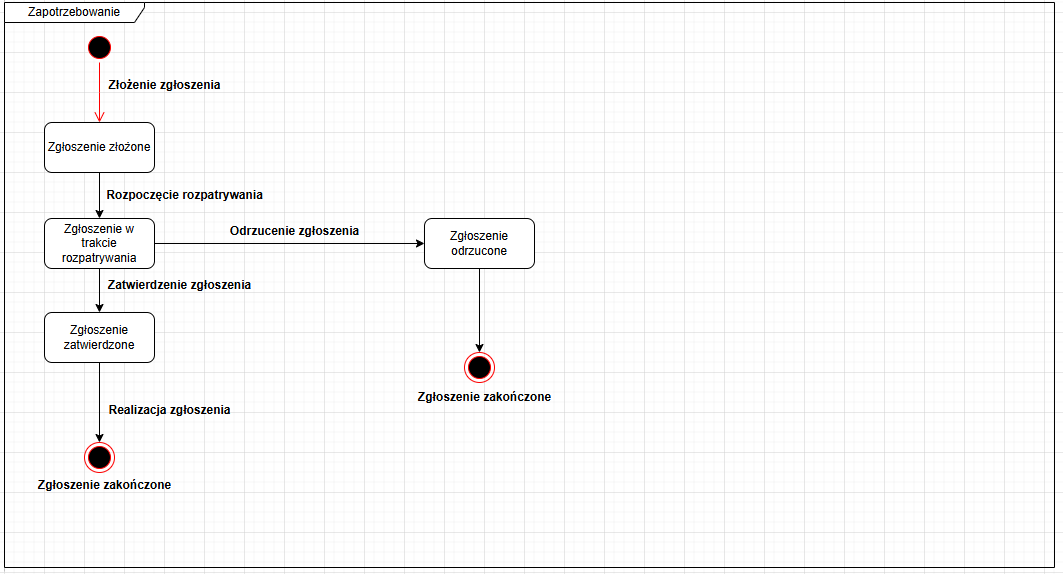 Zapotrzebowanie
Złożenie zgłoszenia
Zgłoszenie złożone
Rozpoczęcie rozpatrywania
Zgłoszenie w
trakcie
rozpatrywania
Odrzucenie zgłoszenia
Zgłoszenie
odrzucone
Zatwierdzenie zgłoszenia
Zgłoszenie
zatwierdzone
Zgłoszenie zakończone
Realizacja zgłoszenia
Zgłoszenie zakończone